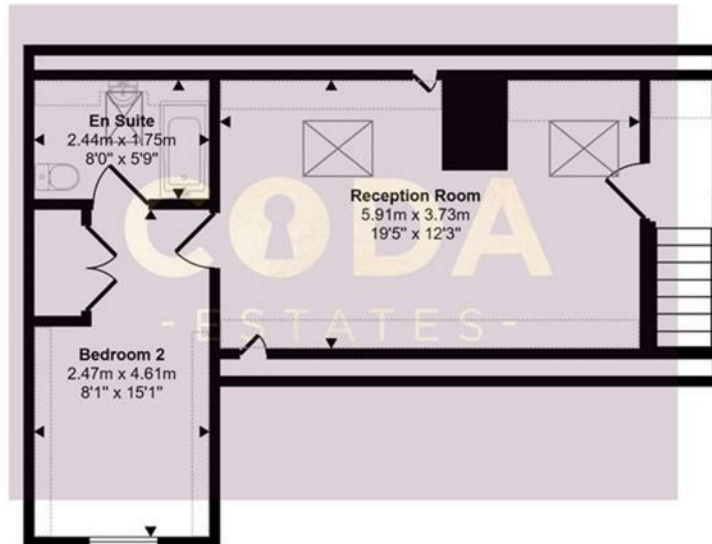 En Suite
2.44m x 1.75m
8'0" x 5'9"
Reception Room
5.91m x 3.73m
19'5" x 12'3"
CODA
-ESTATES-
Bedroom 2
2.47m x 4.61m
8'1" x 15'1"